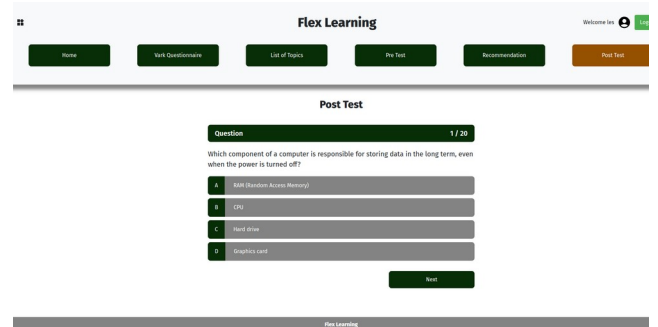 Flex Learning
Welcome les
Log
Home
Vark Questionnaire
List of Topics
Pre Test
Recommendation
Post Test
Post Test
Question 1 / 20
Which component of a computer is responsible for storing data in the long term, even
when the power is turned off?
A RAM (Random Access Memory)
B CPU
C Hard drive
D Graphics card
Next
Flex Learning